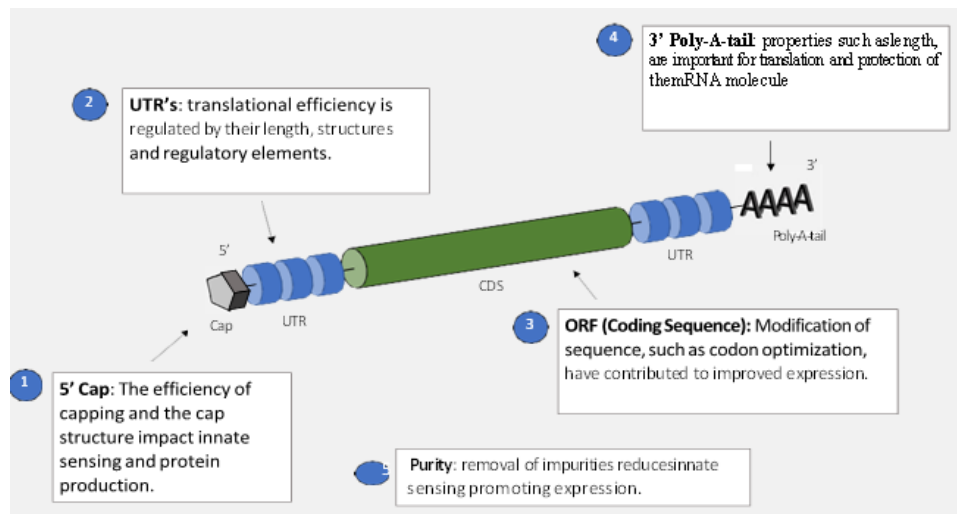 4
3’ Poly-A-tail: properties such aslength,
are important for translation and protection of
themRNA molecule
2
UTR’s: translational efficiency is
regulated by their length, structures
and regulatory elements.
3’
AAAA
Poly-A-tail
5’
UTR
CDS
Cap
UTR
3
ORF (Coding Sequence): Modification of
sequence, such as codon optimization,
have contributed to improved expression.
1
5’ Cap: The efficiency of
capping and the cap
structure impact innate
sensing and protein
production.
5
Purity: removal of impurities reducesinnate
sensing promoting expression.